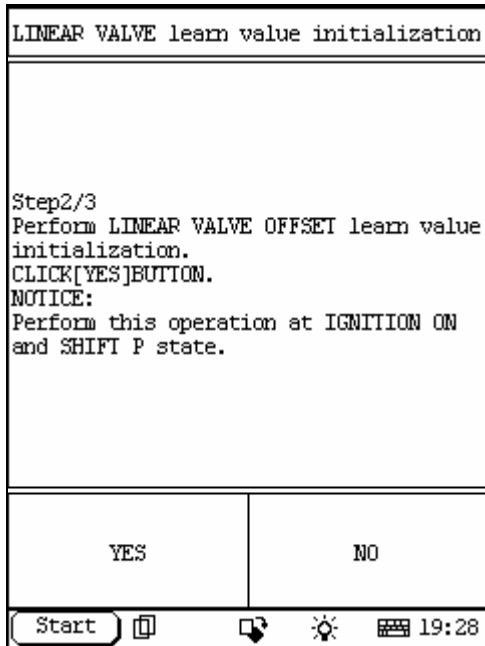 LINEAR VALVE learn value initialization
Step2/3
Perform LINEAR VALVE OFFSET learn value
initialization.
CLICK[YES]BUTTON.
NOTICE:
Perform this operation at IGNITION ON
and SHIFT P state.
YES
NO
Start
19:28